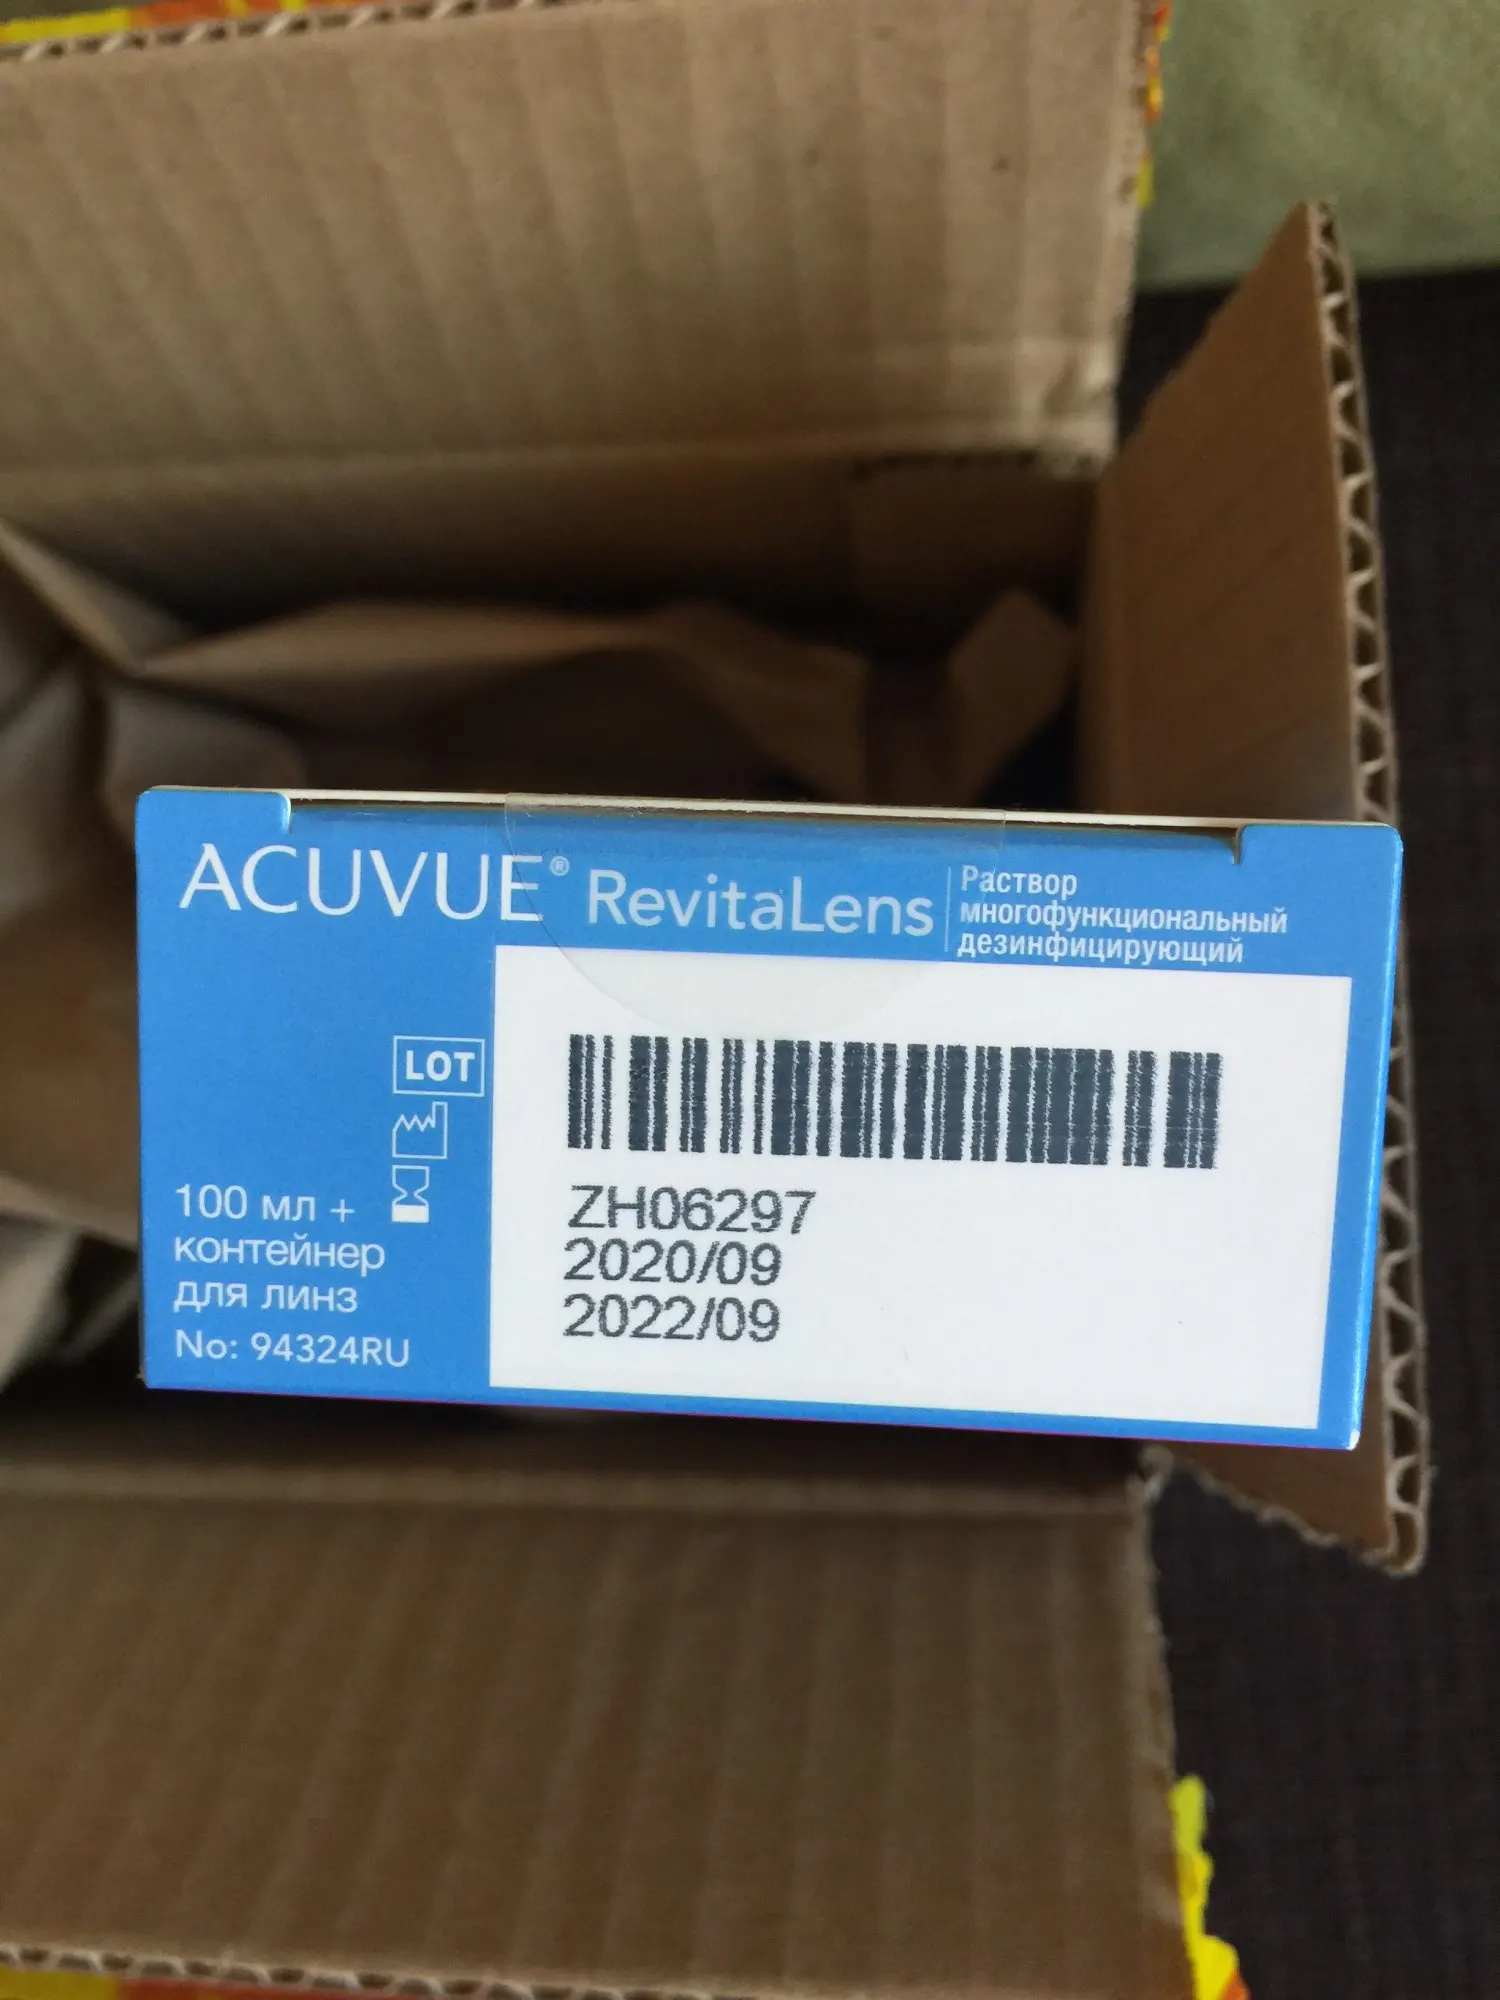 ACUVUE® RevitaLens
Раствор
многофункциональный
дезинфицирующий
LOT
ZH06297
2020/09
2022/09
100 мл +
контейнер
для линз
No: 94324RU